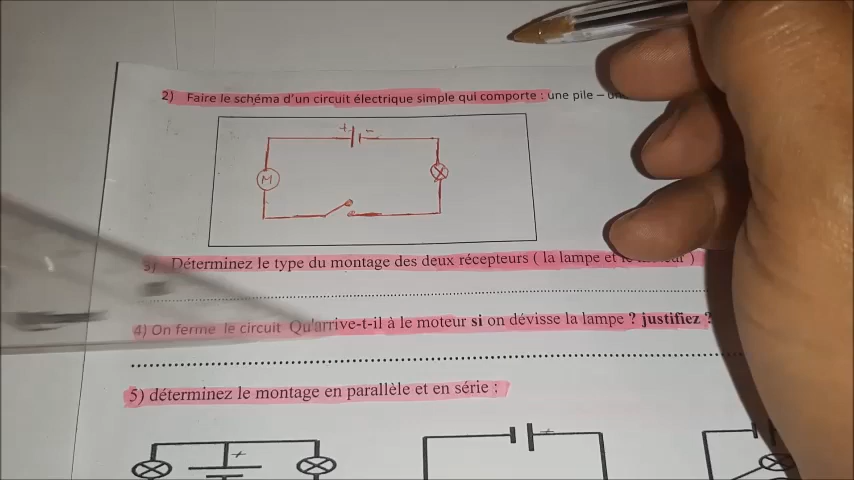 2) Faire le schéma d'un circuit électrique simple qui comporte : une pile –
+ -
M
3) Déterminez le type du montage des deux récepteurs ( la lampe et le moteur )
4) On ferme le circuit Qu'arrive-t-il à le moteur si on dévisse la lampe ? justifiez ?
5) déterminez le montage en parallèle et en série :
+ +